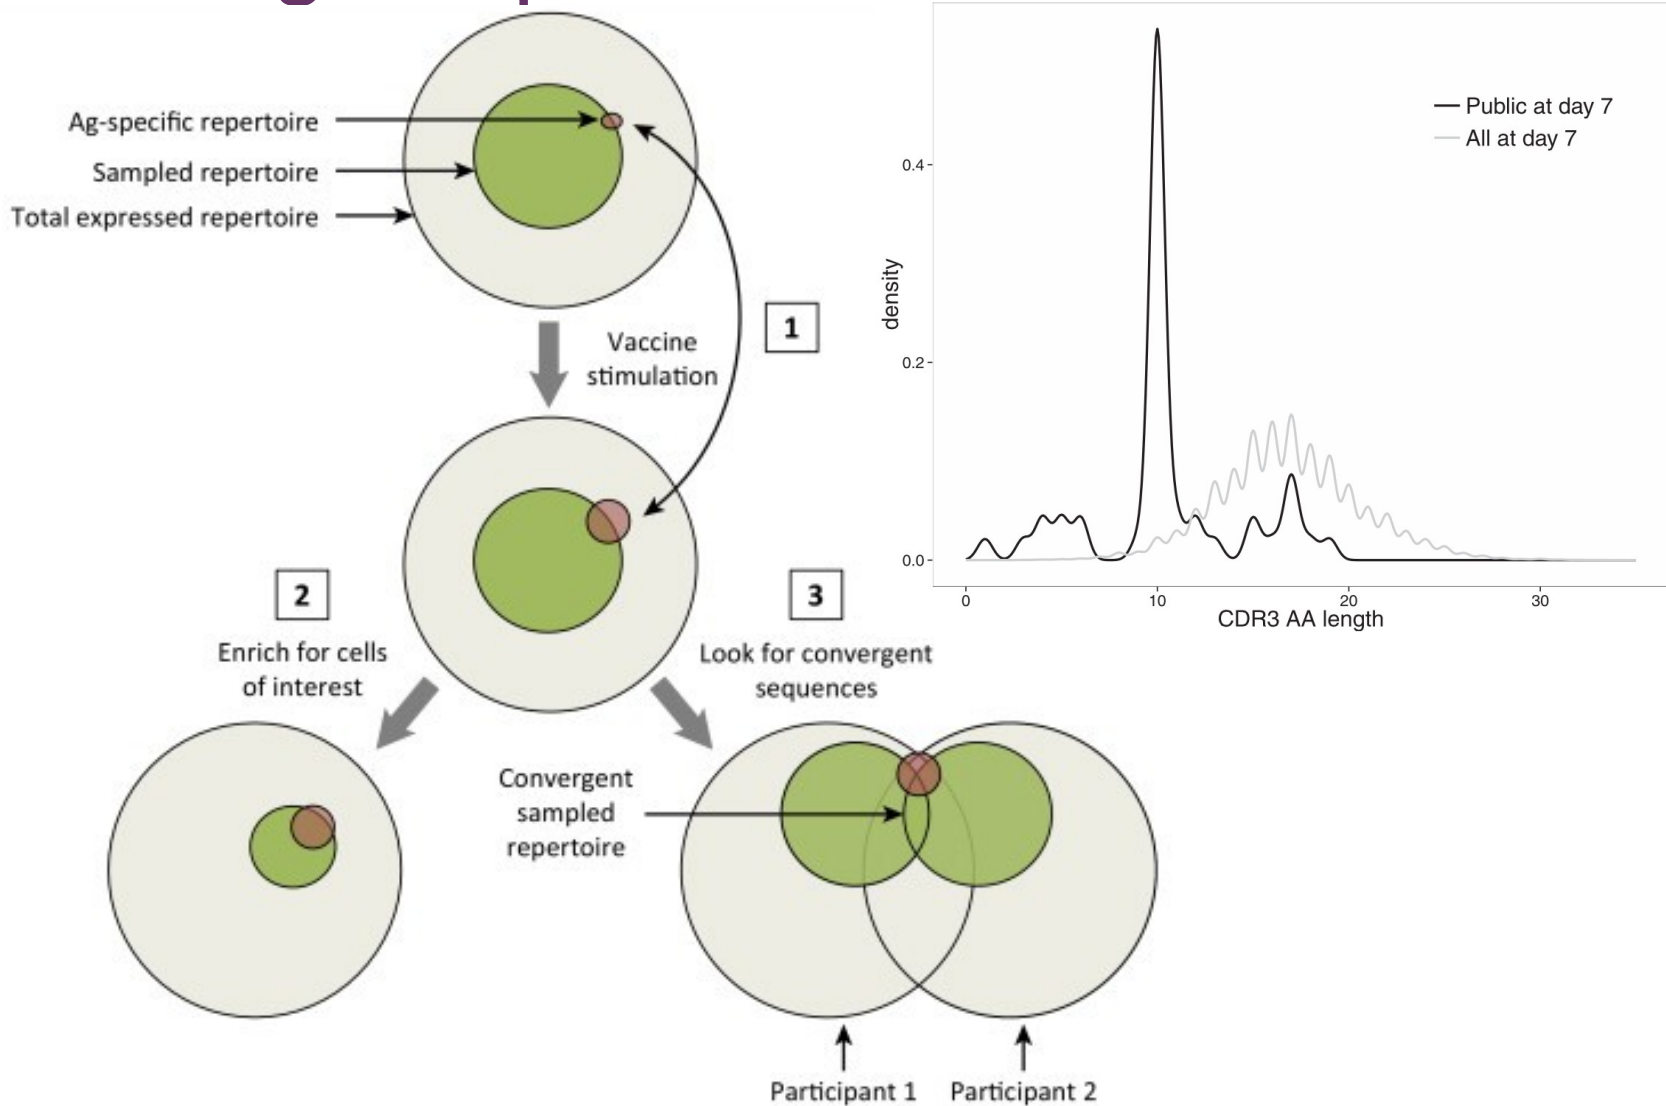 Ag-specific repertoire
Sampled repertoire
Total expressed repertoire
1
Vaccine
stimulation
2
Enrich for cells
of interest
3
Look for convergent
sequences
Convergent
sampled
repertoire
Participant 1
Participant 2
Public at day 7
All at day 7
density
0.4
0.2
0.0
0
10
20
30
CDR3 AA length